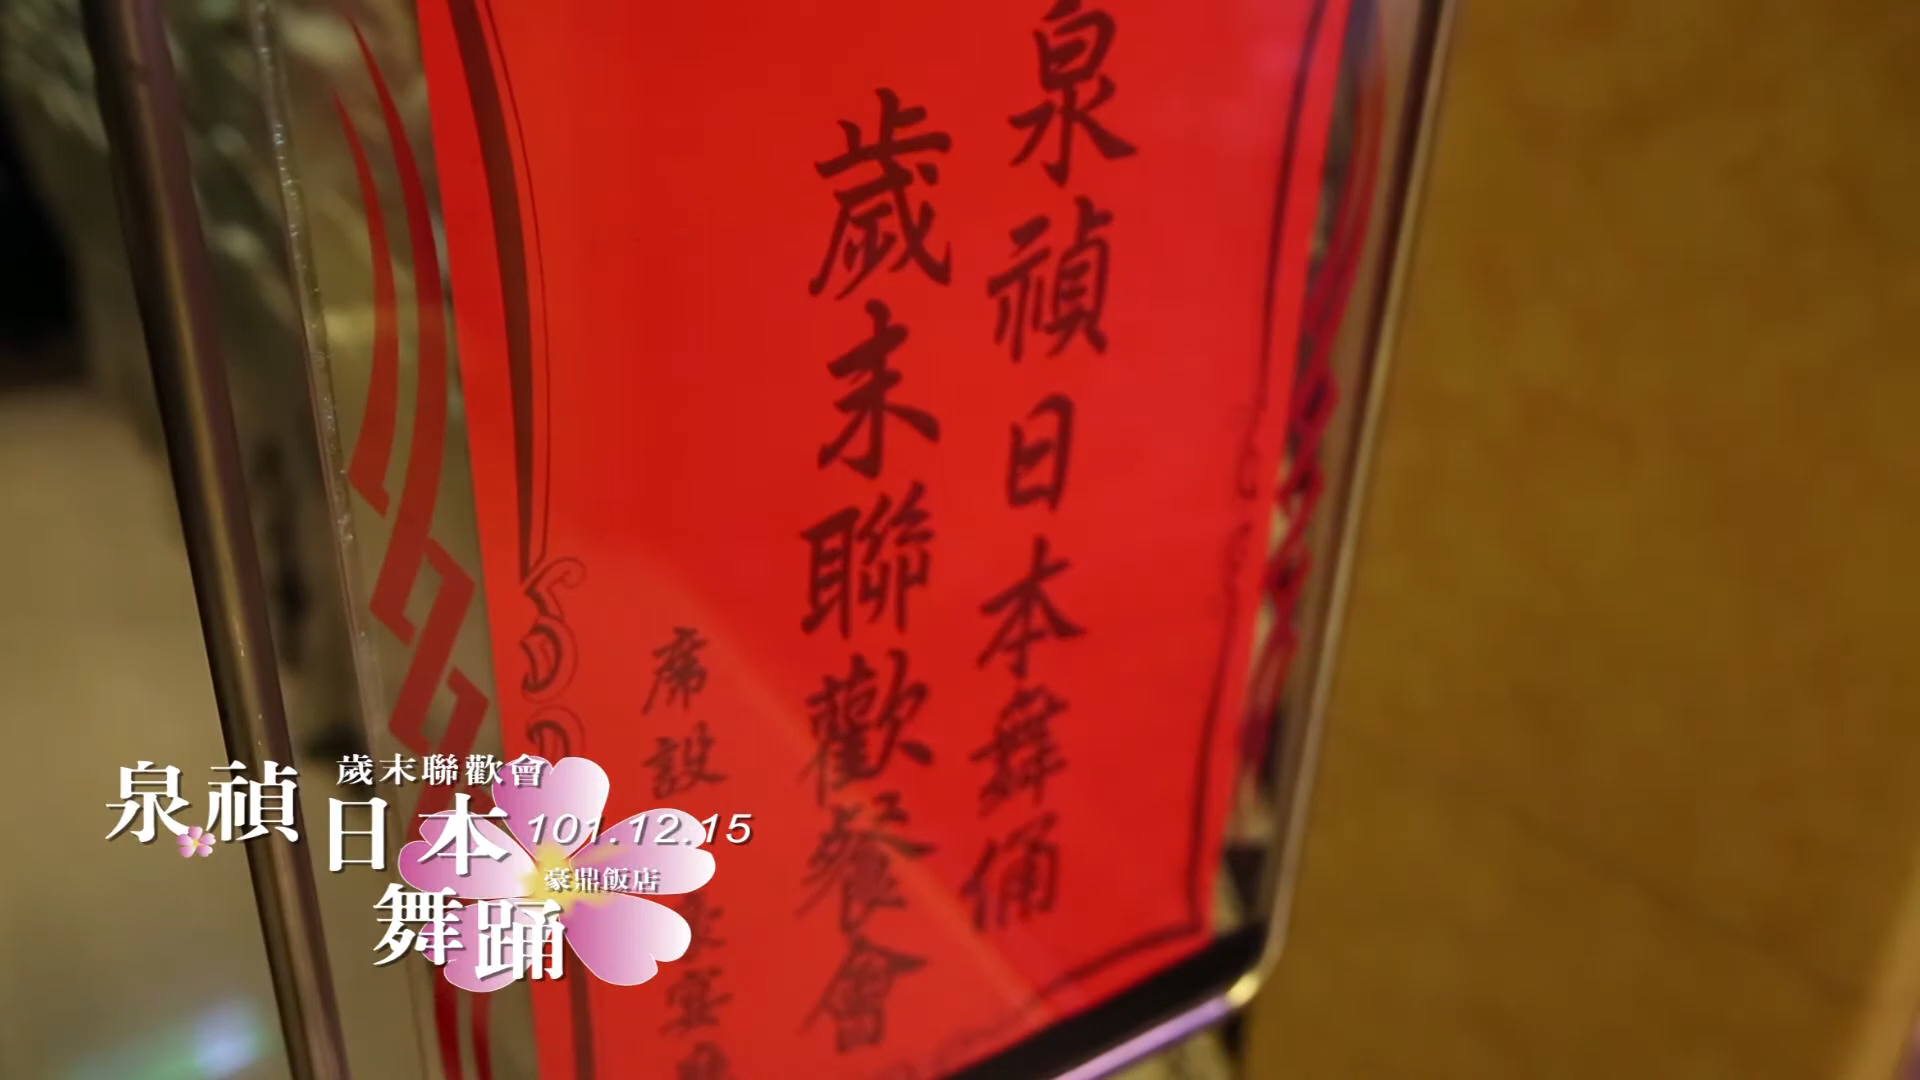 泉禎日本舞俑
歲末聯歡餐會
席設
宴
歲末聯歡會
泉禎日本舞踊
101.12.15
豪鼎飯店